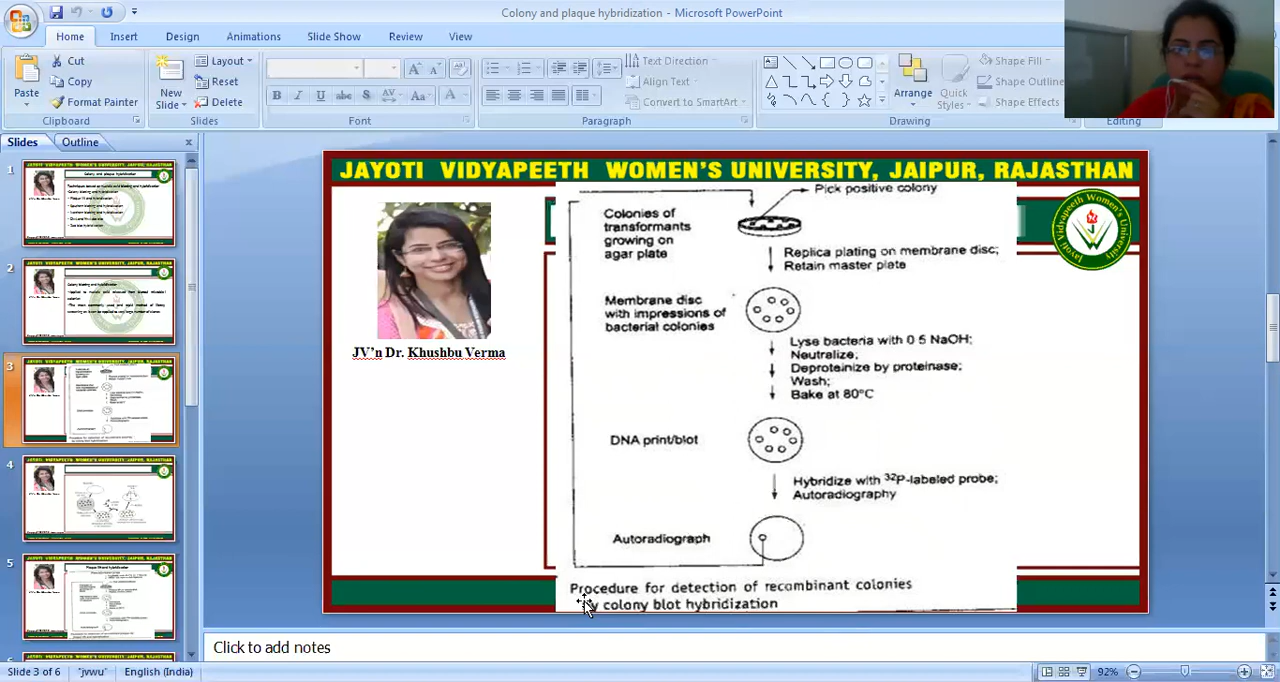 Colony and plaque hybridization - Microsoft PowerPoint
Home Insert Design Animations Slide Show Review View
Cut
Copy
Format Painter
Paste
Clipboard
New
Slide
Layout
Reset
Delete
Slides
Font
Text Direction
Align Text
Convert to SmartArt
Paragraph
Arrange
Quick
Styles
Drawing
Shape Fill
Shape Outline
Shape Effects
Editing
Slides Outline
1
2
3
4
5
JAYOTI VIDYAPEETH WOMEN'S UNIVERSITY, JAIPUR, RAJASTHAN
JV'n Dr. Khushbu Verma
Pick positive colony
Colonies of
transformants
growing on
agar plate
Replica plating on membrane disc;
Retain master plate
Membrane disc
with impressions of
bacterial colonies
Lyse bacteria with 0 5 NaOH;
Neutralize;
Deproteinize by proteinase;
Wash;
Bake at 80°C
DNA print/blot
Hybridize with 32P-labeled probe;
Autoradiography
Autoradiograph
Procedure for detection of recombinant colonies
colony blot hybridization
Click to add notes
Slide 3 of 6 "jvwu" English (India) 92%